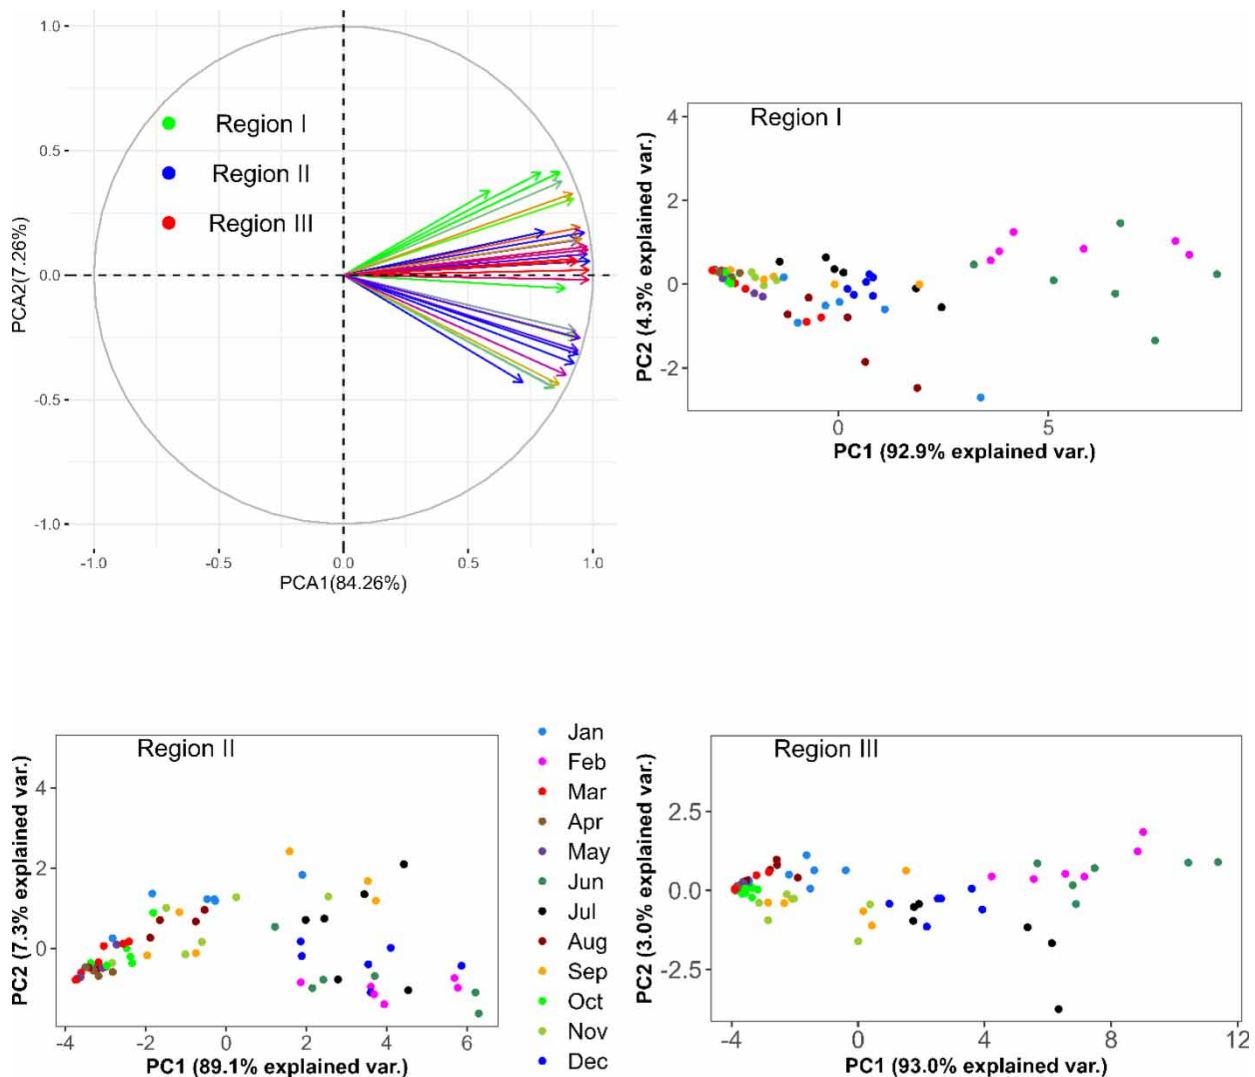 1.0
0.5
0.0
-0.5
-1.0
PCA2(7.26%)
Region I
Region II
Region III
-1.0
-0.5
0.0
0.5
1.0
PCA1(84.26%)
Region I
4
2
0
-2
PC2 (4.3% explained var.)
0
5
PC1 (92.9% explained var.)
Region II
4
2
0
PC2 (7.3% explained var.)
-4
-2
0
2
4
6
PC1 (89.1% explained var.)
Jan
Feb
Mar
Apr
May
Jun
Jul
Aug
Sep
Oct
Nov
Dec
Region III
2.5
0.0
-2.5
PC2 (3.0% explained var.)
-4
0
4
8
12
PC1 (93.0% explained var.)